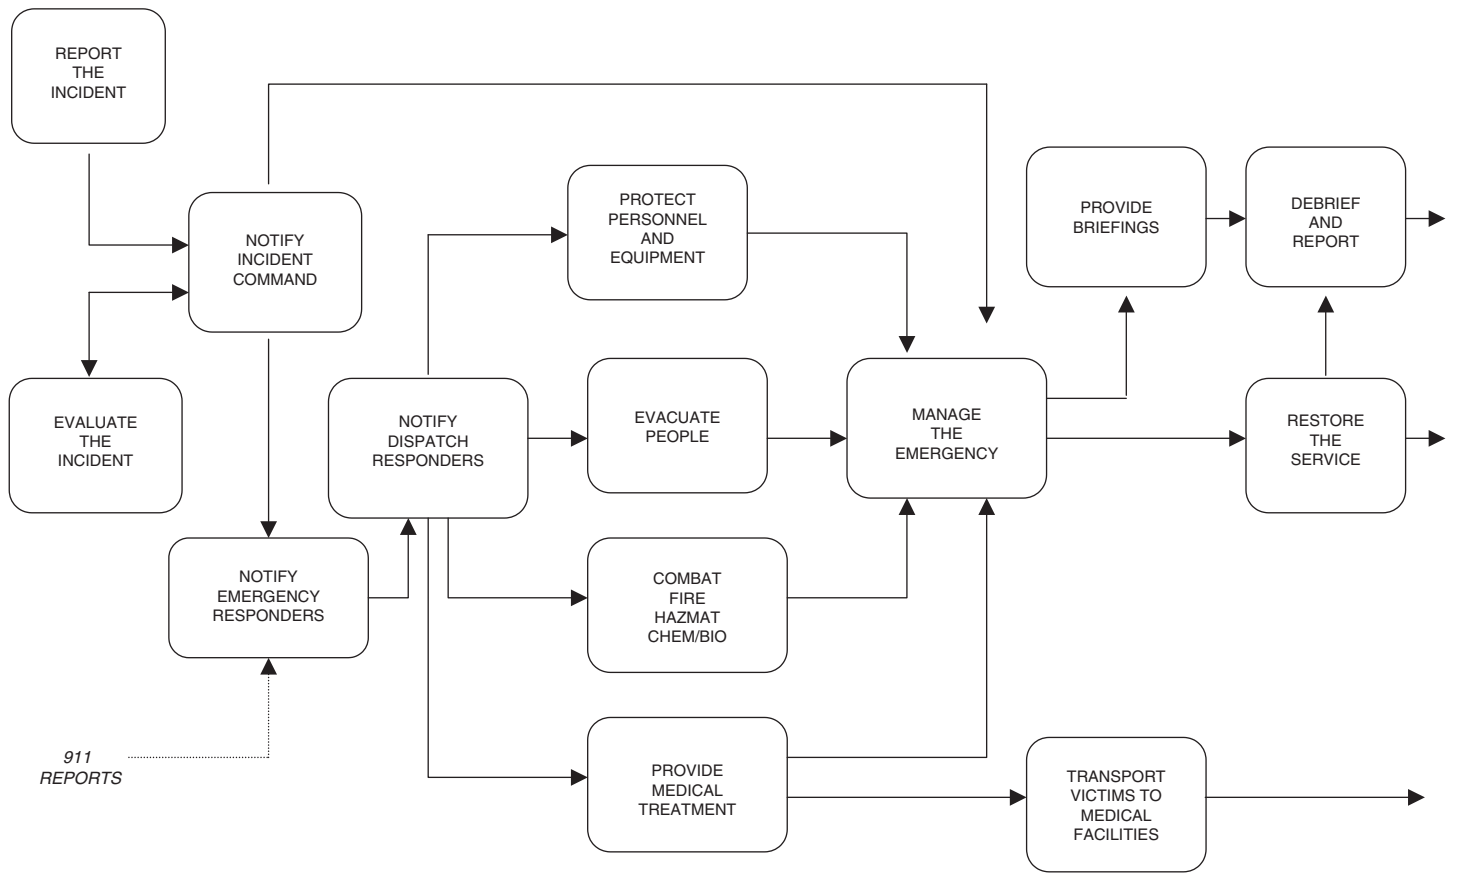 REPORT
THE
INCIDENT
NOTIFY
INCIDENT
COMMAND
EVALUATE
THE
INCIDENT
NOTIFY
EMERGENCY
RESPONDERS
911
REPORTS
NOTIFY
DISPATCH
RESPONDERS
PROTECT
PERSONNEL
AND
EQUIPMENT
EVACUATE
PEOPLE
COMBAT
FIRE
HAZMAT
CHEM/BIO
PROVIDE
MEDICAL
TREATMENT
MANAGE
THE
EMERGENCY
PROVIDE
BRIEFINGS
DEBRIEF
AND
REPORT
RESTORE
THE
SERVICE
TRANSPORT
VICTIMS TO
MEDICAL
FACILITIES